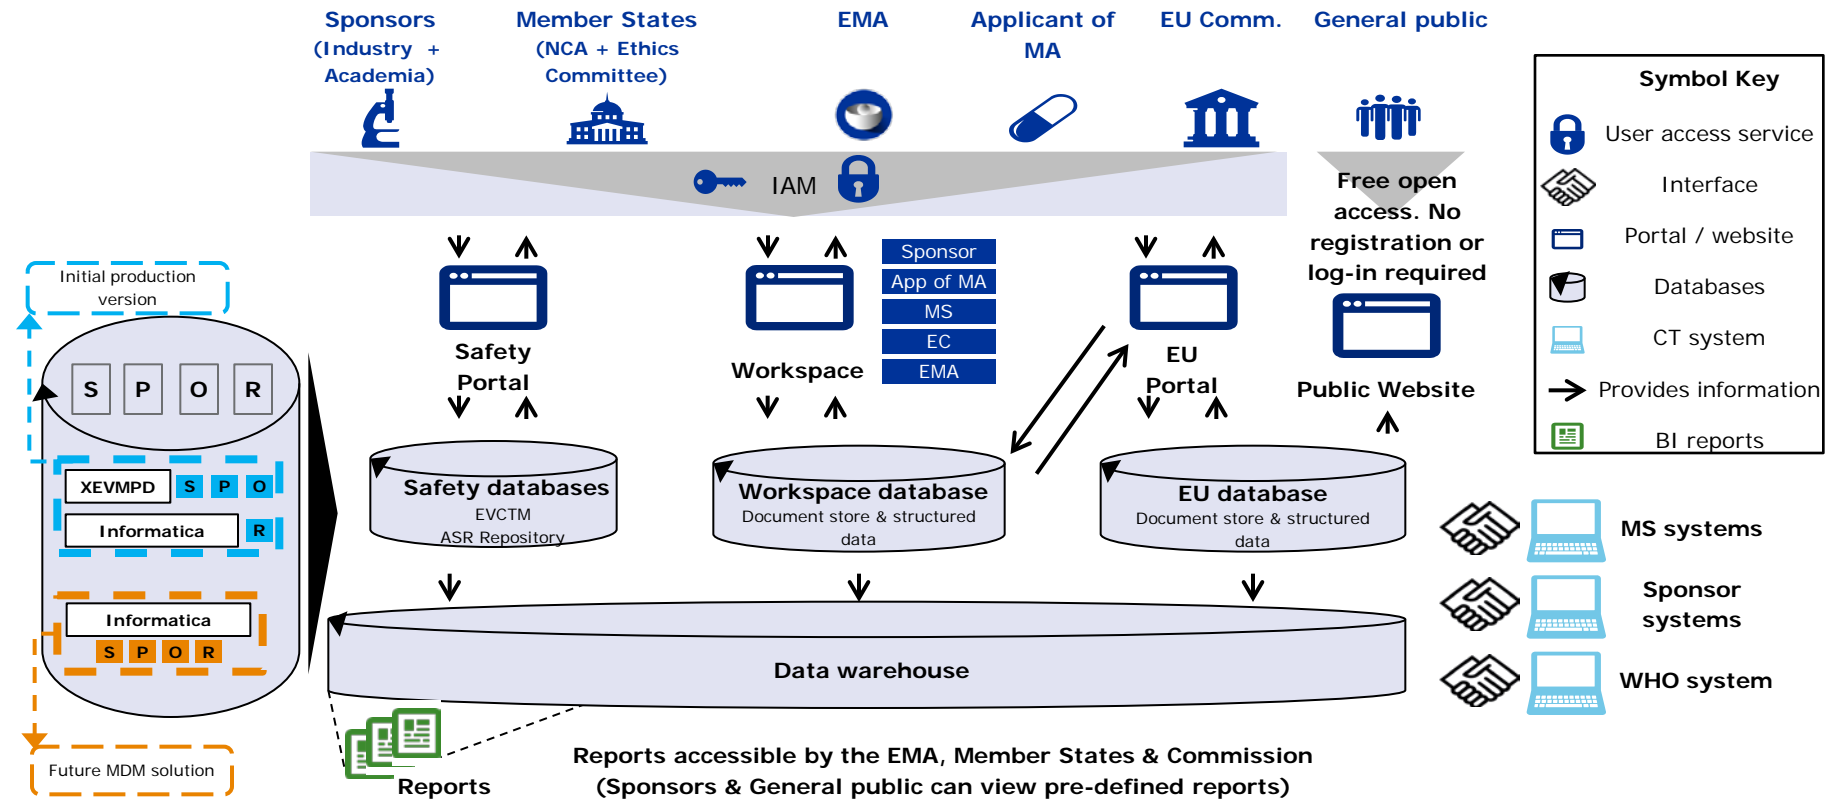 Sponsors
(Industry +
Academia)
Member States
(NCA + Ethics
Committee)
EMA
Applicant of
MA
EU Comm.
General public
Symbol Key
User access service
Interface
Portal / website
Databases
CT system
Provides information
BI reports
IAM
Free open
access. No
registration or
log-in required
Initial production
version
S P O R
XEVMPD S P O
Informatica R
Informatica
S P O R
Future MDM solution
Safety
Portal
Workspace
Sponsor
App of MA
MS
EC
EMA
EU
Portal
Public Website
Safety databases
EVCTM
ASR Repository
Workspace database
Document store & structured
data
EU database
Document store & structured
data
MS systems
Sponsor
systems
WHO system
Data warehouse
Reports
Reports accessible by the EMA, Member States & Commission
(Sponsors & General public can view pre-defined reports)